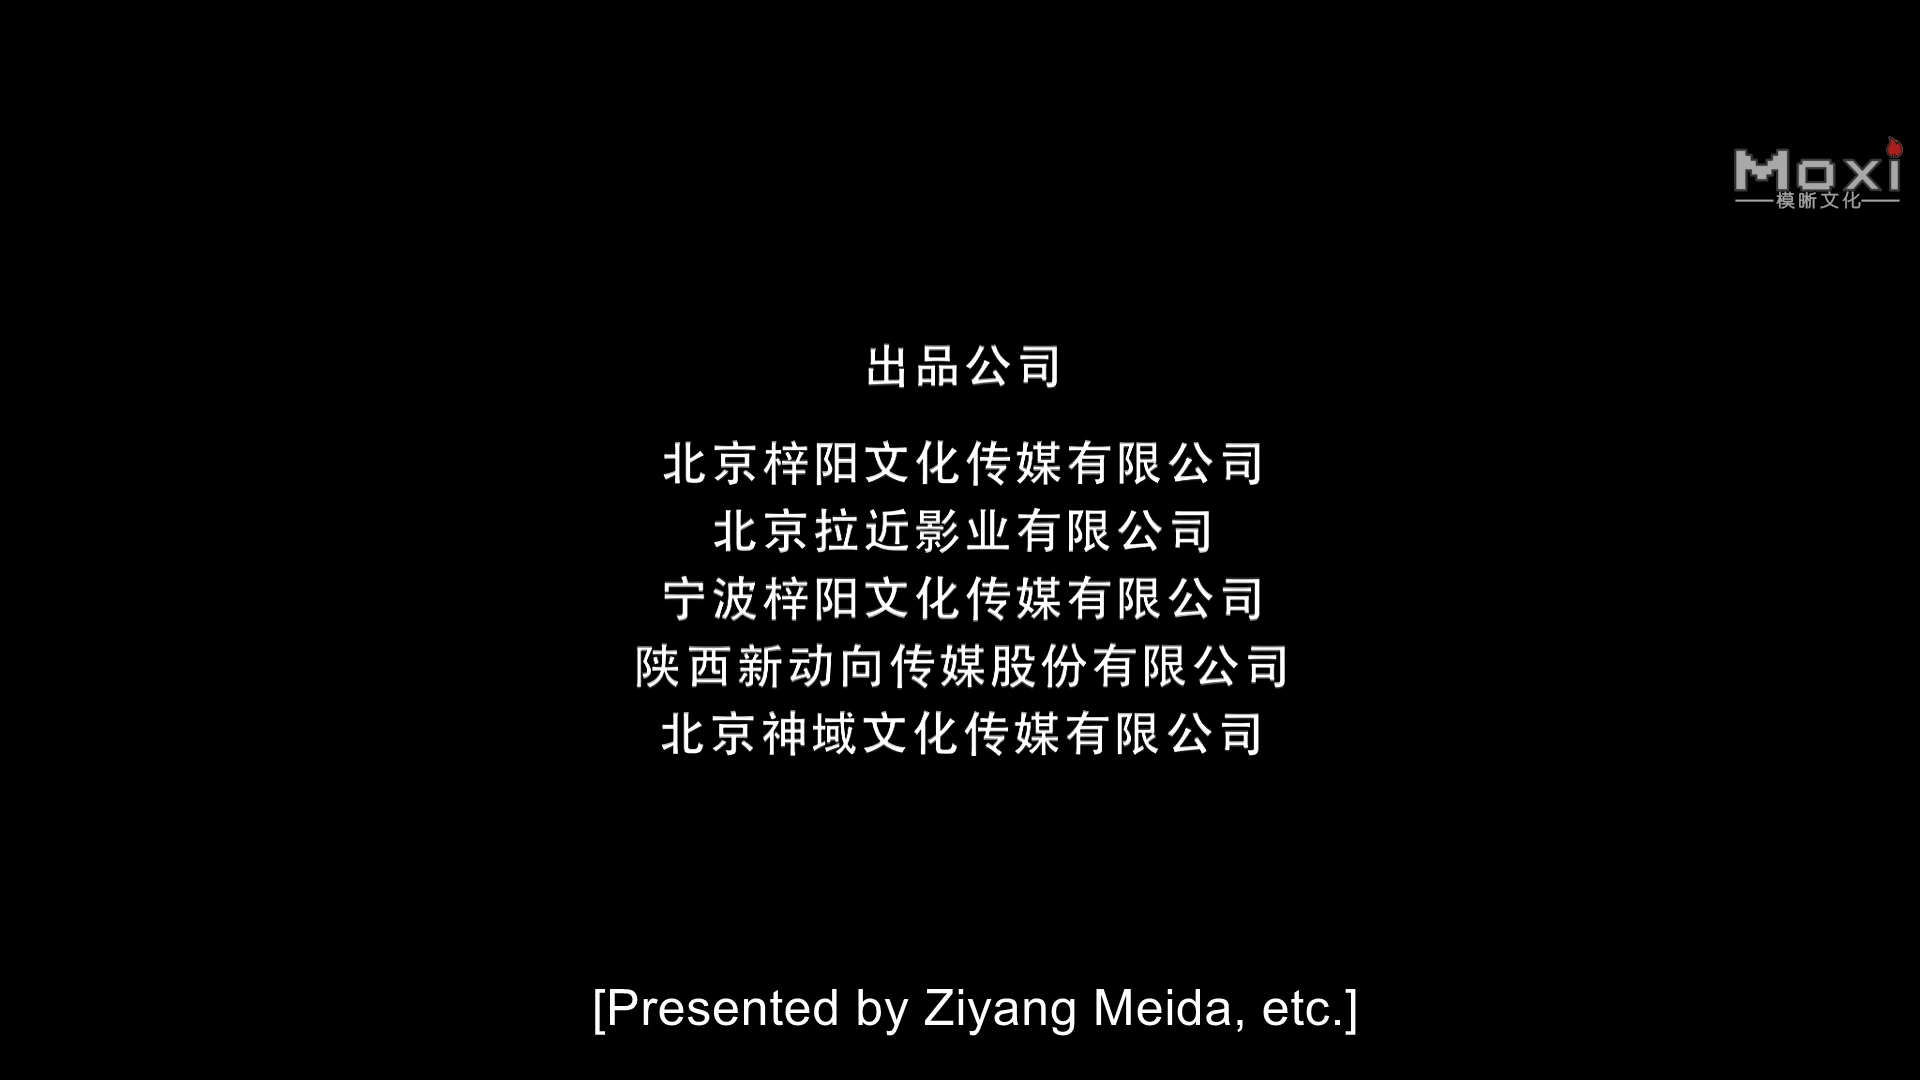 Moxi
模晰文化
出品公司
北京梓阳文化传媒有限公司
北京拉近影业有限公司
宁波梓阳文化传媒有限公司
陕西新动向传媒股份有限公司
北京神域文化传媒有限公司
[Presented by Ziyang Meida, etc.]